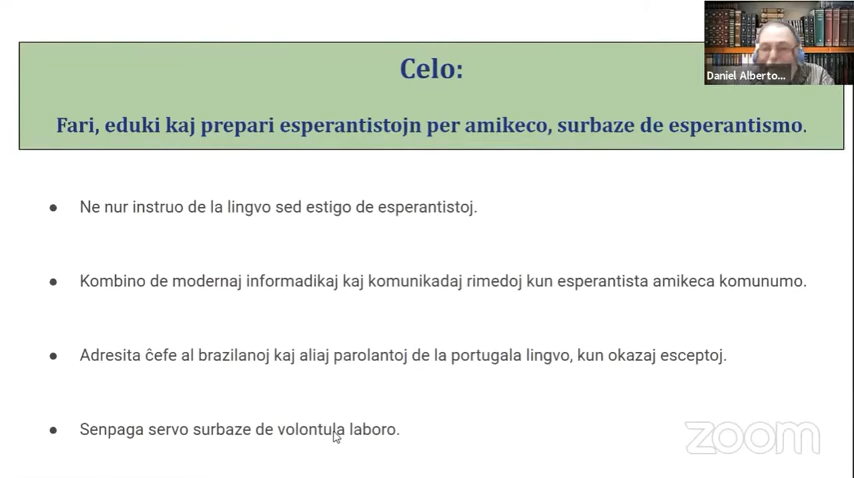 Celo:
Fari, eduki kaj prepari esperantistojn per amikeco, surbaze de esperantismo.
Daniel Alberto...
● Ne nur instruo de la lingvo sed estigo de esperantistoj.
● Kombino de modernaj informadikaj kaj komunikadaj rimedoj kun esperantista amikeca komunumo.
● Adresita ĉefe al brazilanoj kaj aliaj parolantoj de la portugala lingvo, kun okazaj esceptoj.
● Senpaga servo surbaze de volontula laboro.
zoom